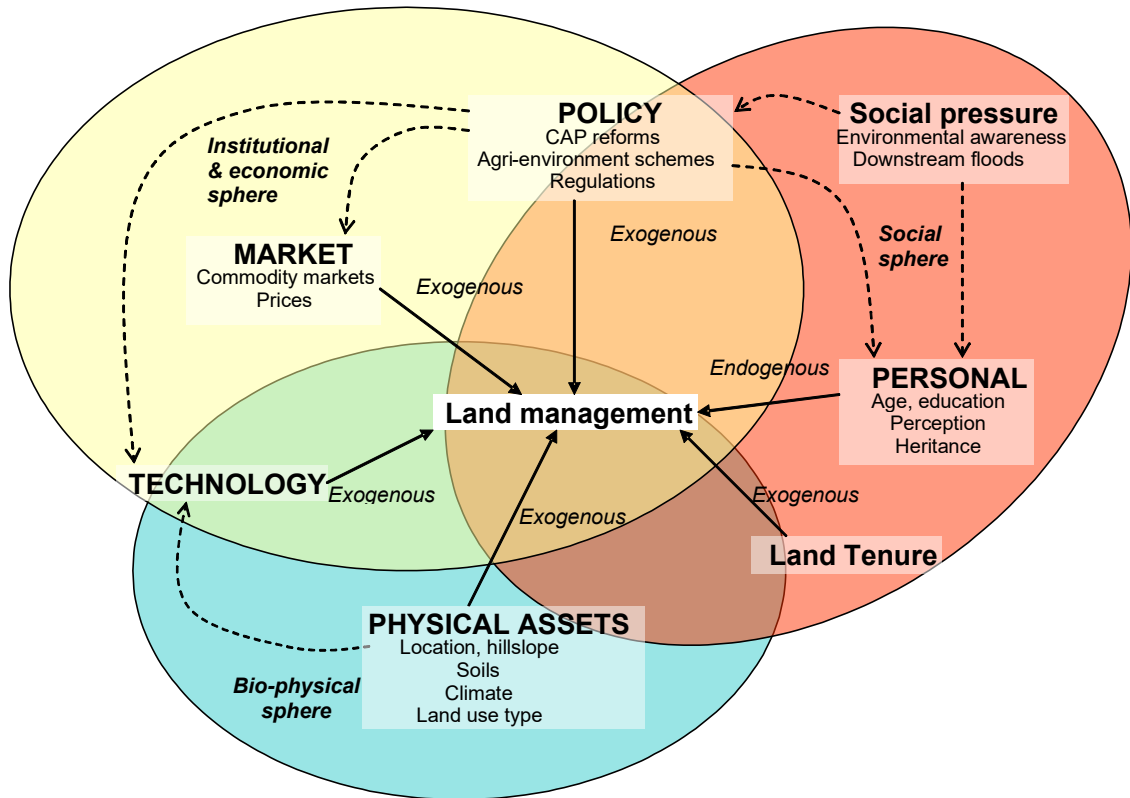 POLICY
CAP reforms
Agri-environment schemes
Regulations
Social pressure
Environmental awareness
Downstream floods
Institutional
& economic
sphere
MARKET
Commodity markets
Prices
Exogenous
Exogenous
Social
sphere
Endogenous
PERSONAL
Age, education
Perception
Heritance
Land management
TECHNOLOGY
Exogenous
Exogenous
Exogenous
Land Tenure
PHYSICAL ASSETS
Location, hillslope
Soils
Climate
Land use type
Bio-physical
sphere